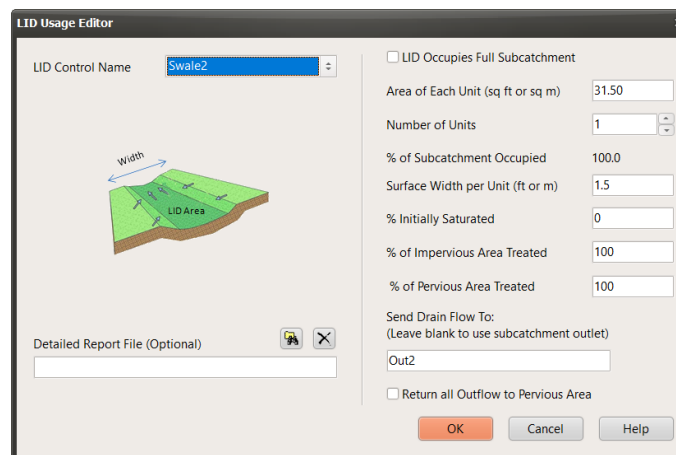 LID Usage Editor
LID Control Name
Swale2
Width
LID Area
Detailed Report File (Optional)
LID Occupies Full Subcatchment
Area of Each Unit (sq ft or sq m) 31.50
Number of Units 1
% of Subcatchment Occupied 100.0
Surface Width per Unit (ft or m) 1.5
% Initially Saturated 0
% of Impervious Area Treated 100
% of Pervious Area Treated 100
Send Drain Flow To:
(Leave blank to use subcatchment outlet)
Out2
Return all Outflow to Pervious Area
OK Cancel Help